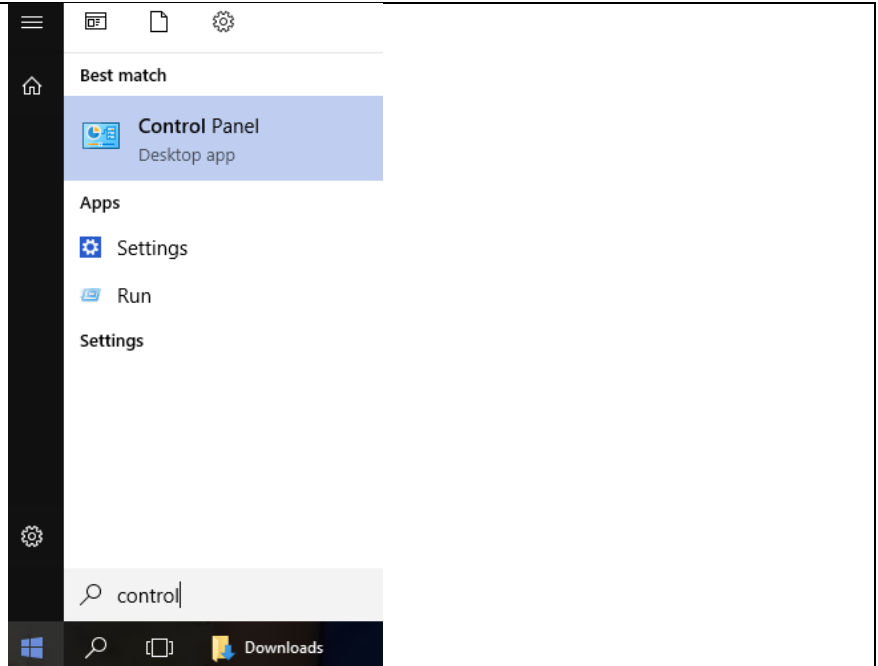 Best match
Control Panel
Desktop app
Apps
Settings
Run
Settings
control
Downloads